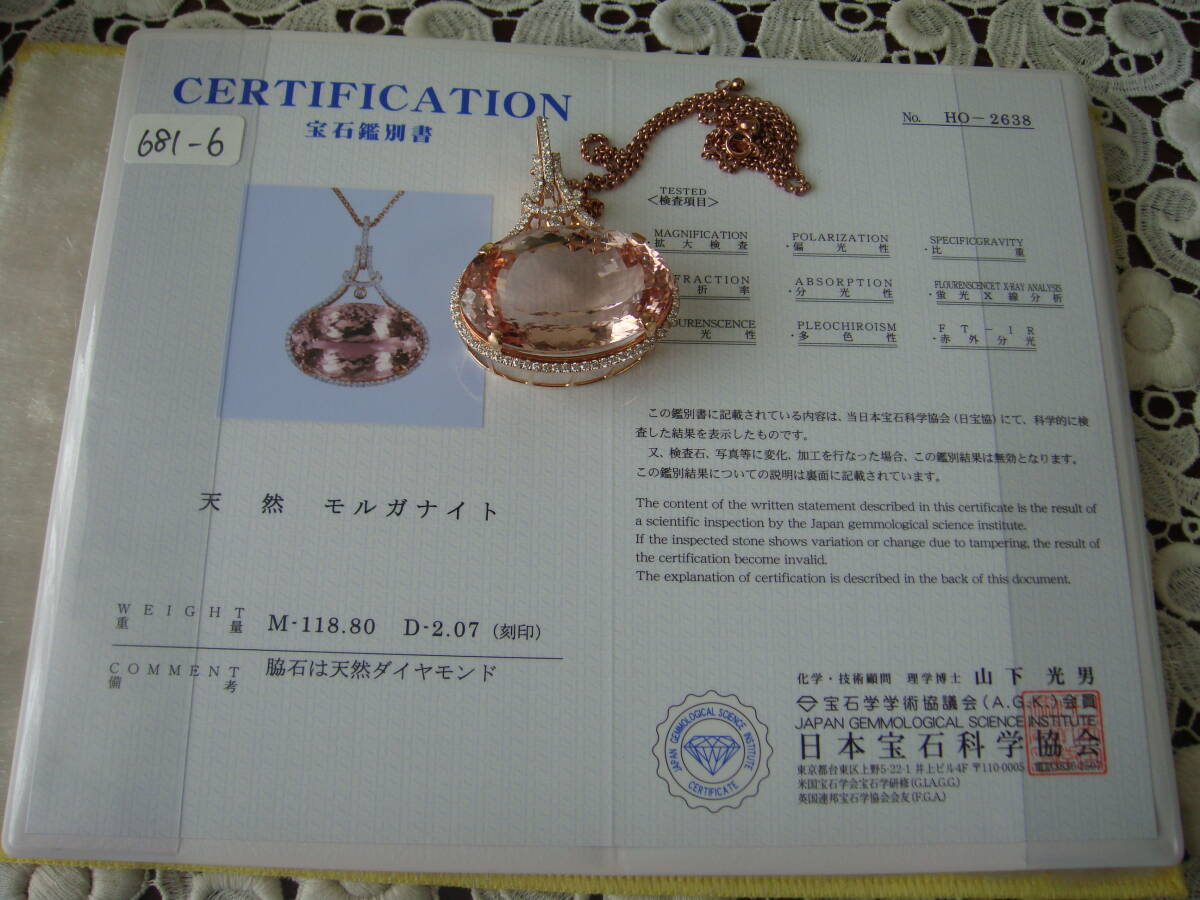 CERTIFICATION
宝石鑑別書
681-6
天然 モルガナイト
WEIGHT
重量
M-118.80 D-2.07 (刻印)
COMMENT
備考
脇石は天然ダイヤモンド
No. HO-2638
TESTED
<検査項目>
MAGNIFICATION
・拡大検査
POLARIZATION
・偏光性
SPECIFICGRAVITY
・比重
FRACTION
折率
ABSORPTION
・分光性
FLOURENSCENCET X-RAY ANALYSIS
・蛍光X線分析
OURENSCENCE
光性
PLEOCHROISM
・多色性
FT-IR
・赤外分光
この鑑別書に記載されている内容は、当日本宝石科学協会(日宝協)にて、科学的に検
査した結果を表示したものです。
又、検査石、写真等に変化、加工を行なった場合、この鑑別結果は無効となります。
この鑑別結果についての説明は裏面に記載されています。
The content of the written statement described in this certificate is the result of
a scientific inspection by the Japan gemmological science institute.
If the inspected stone shows variation or change due to tampering, the result of
the certification become invalid.
The explanation of certification is described in the back of this document.
化学・技術顧問 理学博士 山下光男
宝石学学術協議会(A.G.K.)会員
JAPAN GEMMOLOGICAL SCIENCE INSTITUTE
日本宝石科学協会
東京都台東区上野5-22-1 井上ビル4F 〒110-0005
米国宝石学会宝石学研修(G.I.A.G.G.)
英国連邦宝石学協会会友(F.G.A.)
JAPAN GEMMOLOGICAL SCIENCE INSTITUTE
CERTIFICATE